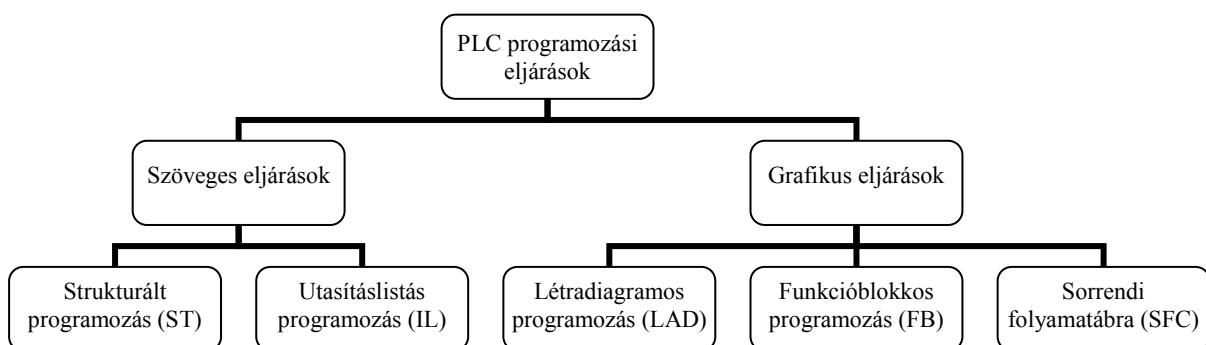 PLC programozási
eljárások
Szöveges eljárások
Grafikus eljárások
Strukturált
programozás (ST)
Utasításlistás
programozás (IL)
Létradiagramos
programozás (LAD)
Funkcióblokkos
programozás (FB)
Sorrendi
folyamatábra (SFC)